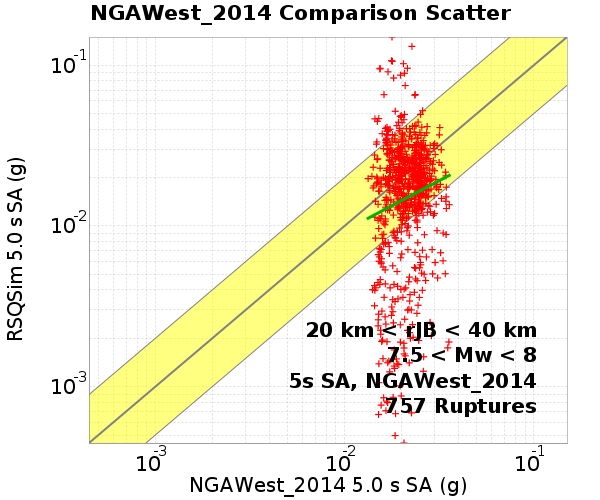 NGAWest_2014 Comparison Scatter
RSQSim 5.0 s SA (g)
10-1
10-2
10-3
20 km < rJB < 40 km
7.5 < Mw < 8
5s SA, NGAWest_2014
757 Ruptures
10-3 10-2 10-1
NGAWest_2014 5.0 s SA (g)